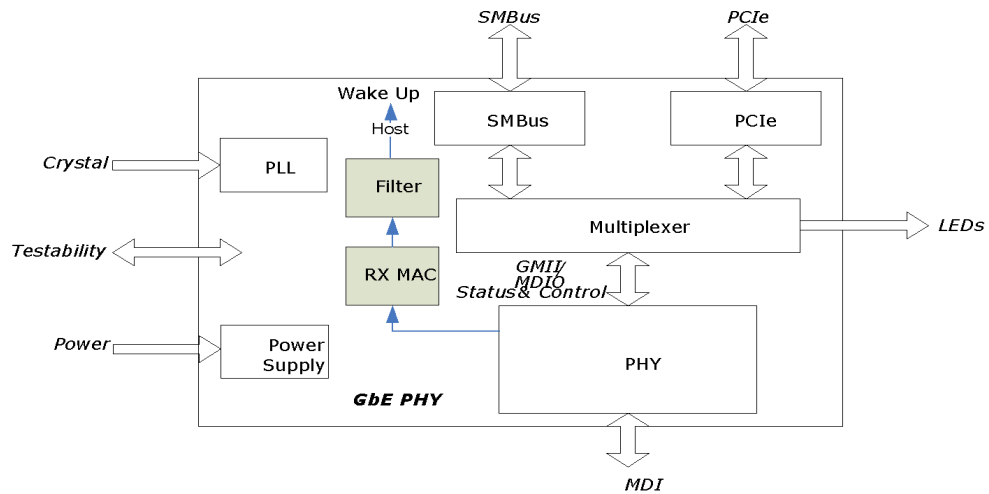 SMBus
PCIe
Wake Up
Host
SMBus
PCIe
Crystal
PLL
Filter
Multiplexer
LEDs
Testability
RX MAC
GMII/
MDIO
Status& Control
Power
Power
Supply
PHY
GbE PHY
MDI